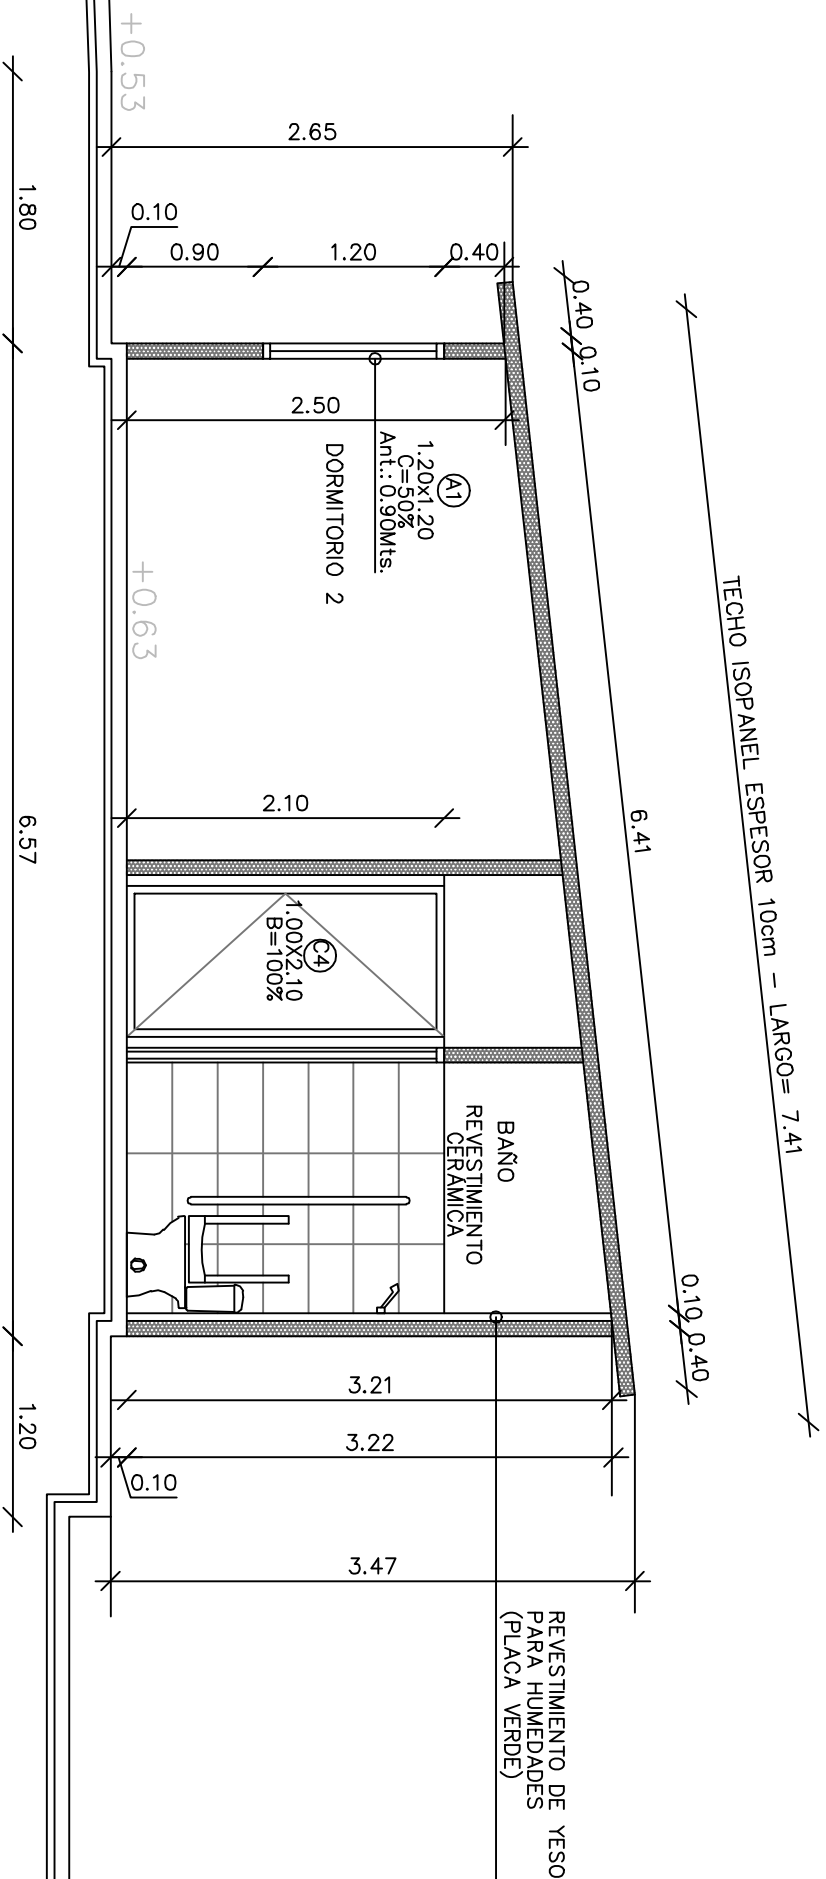 TECHO ISOPANEL ESPESOR 10cm – LARGO= 7.41
0.40
0.10
6.41
0.10
0.40
2.65
0.10
0.90
1.20
0.40
2.50
A1
1.20x1.20
C=50%
Ant.: 0.90Mts.
DORMITORIO 2
+0.53
+0.63
2.10
C4
1.00X2.10
B=100%
BAÑO
REVESTIMIENTO
CERÁMICA
3.21
3.22
0.10
3.47
REVESTIMIENTO DE YESO
PARA HUMEDADES
(PLACA VERDE)
1.80
6.57
1.20